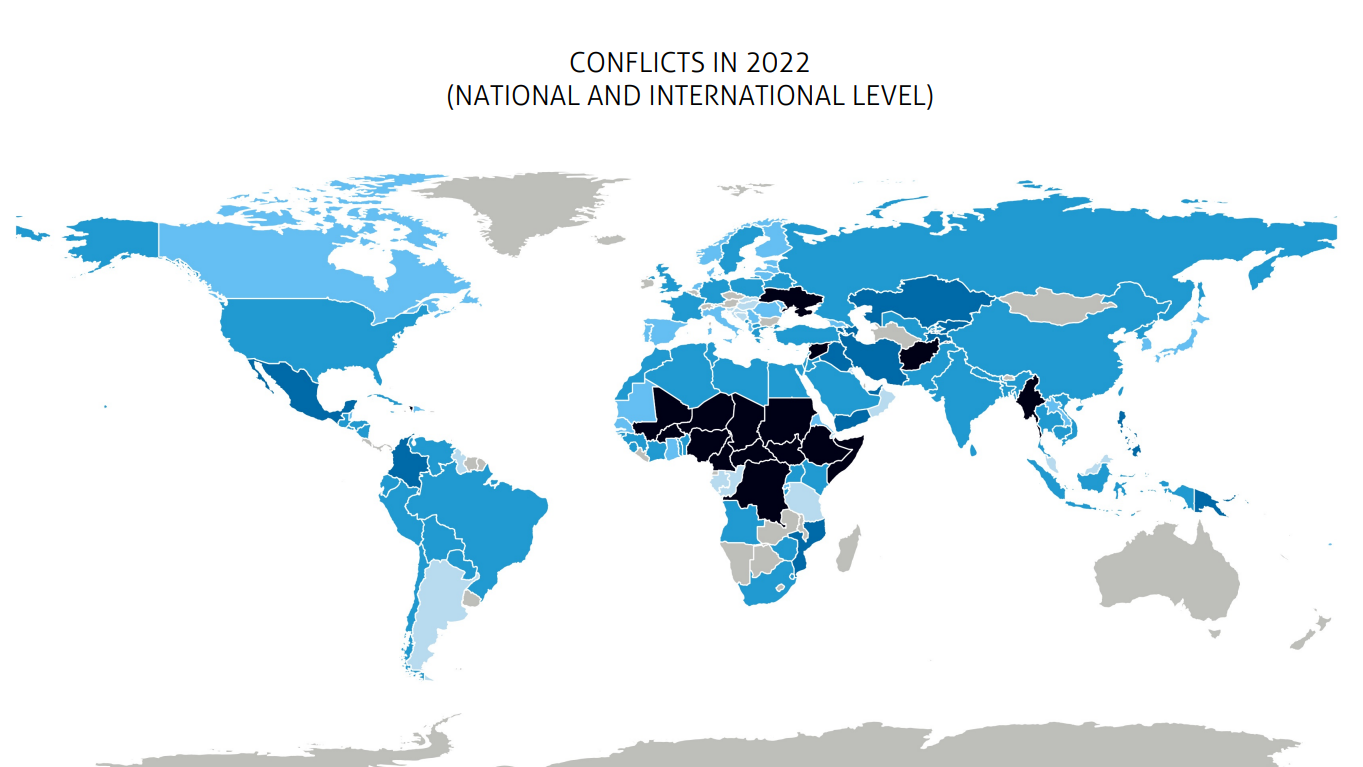 CONFLICTS IN 2022
(NATIONAL AND INTERNATIONAL LEVEL)